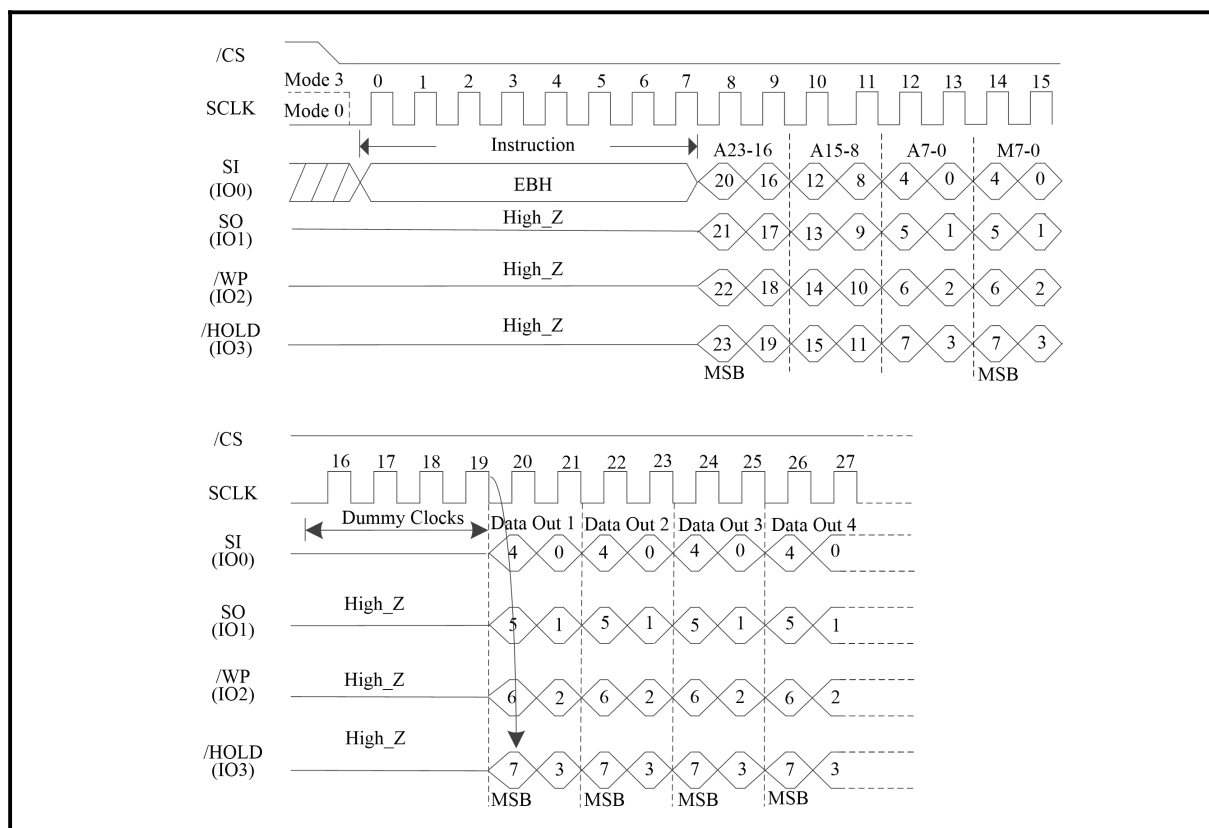 /CS
Mode 3 0 1 2 3 4 5 6 7 8 9 10 11 12 13 14 15
SCLK Mode 0
Instruction A23-16 A15-8 A7-0 M7-0
SI
(IO0) EBH 20 16 12 8 4 0 4 0
SO
(IO1) High_Z 21 17 13 9 5 1 5 1
/WP
(IO2) High_Z 22 18 14 10 6 2 6 2
/HOLD
(IO3) High_Z 23 19 15 11 7 3 7 3
MSB MSB
/CS
16 17 18 19 20 21 22 23 24 25 26 27
SCLK
Dummy Clocks Data Out 1 Data Out 2 Data Out 3 Data Out 4
SI
(IO0) 4 0 4 0 4 0 4 0
SO
(IO1) High_Z 5 1 5 1 5 1 5 1
/WP
(IO2) High_Z 6 2 6 2 6 2 6 2
/HOLD
(IO3) High_Z 7 3 7 3 7 3 7 3
MSB MSB MSB MSB